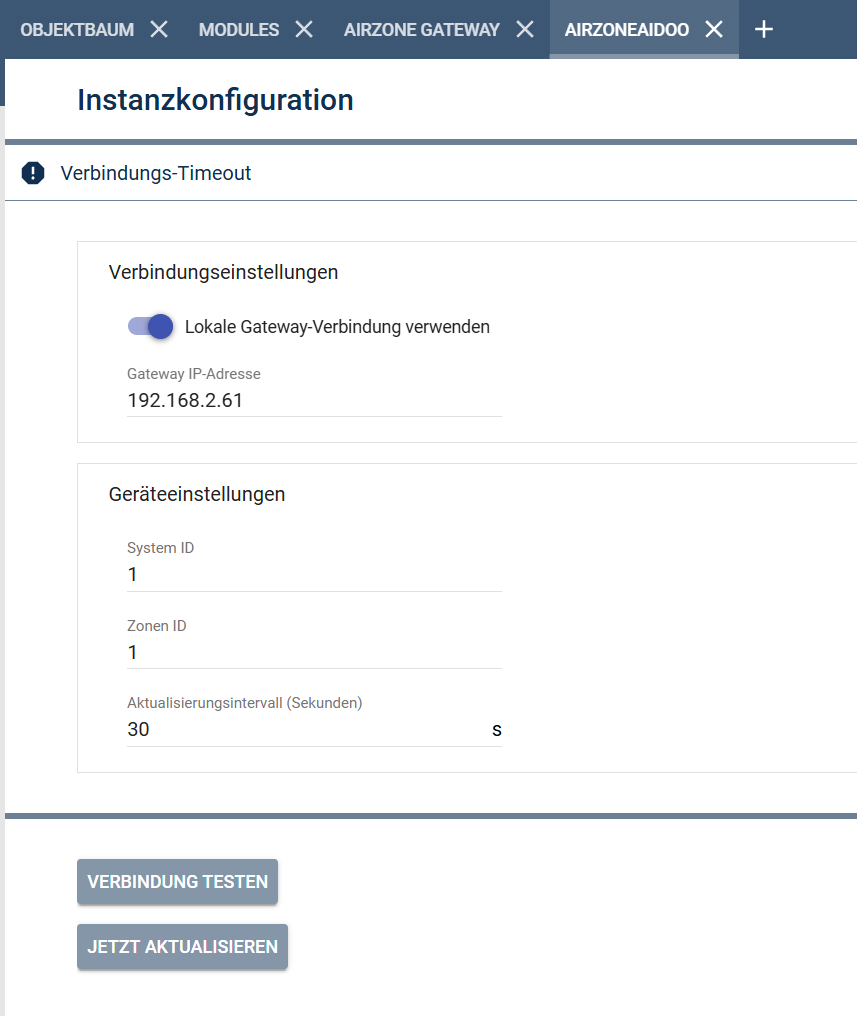 OBJEKTBAUM MODULES AIRZONE GATEWAY AIRZONEAIDOO
Instanzkonfiguration
Verbindungs-Timeout
Verbindungseinstellungen
Lokale Gateway-Verbindung verwenden
Gateway IP-Adresse
192.168.2.61
Geräteeinstellungen
System ID
1
Zonen ID
1
Aktualisierungsintervall (Sekunden)
30 s
VERBINDUNG TESTEN
JETZT AKTUALISIEREN